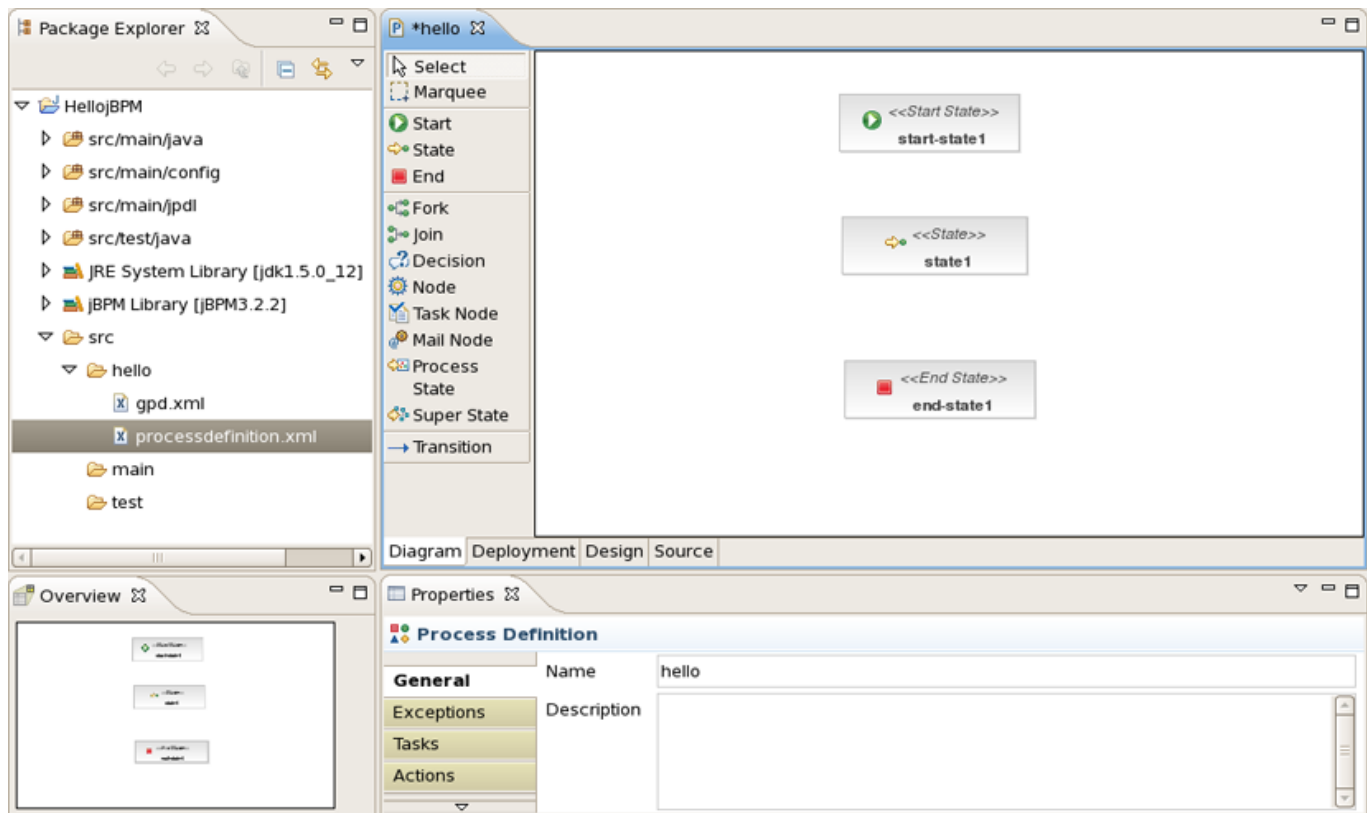 Package Explorer
HellojBPM
src/main/java
src/main/config
src/main/jpdl
src/test/java
JRE System Library [jdk1.5.0_12]
jBPM Library [jBPM3.2.2]
src
hello
gpd.xml
processdefinition.xml
main
test
*hello
Select
Marquee
Start
State
End
Fork
Join
Decision
Node
Task Node
Mail Node
Process
State
Super State
Transition
<<Start State>>
start-state1
<<State>>
state1
<<End State>>
end-state1
Diagram Deployment Design Source
Overview
Properties
Process Definition
General
Exceptions
Tasks
Actions
Name hello
Description